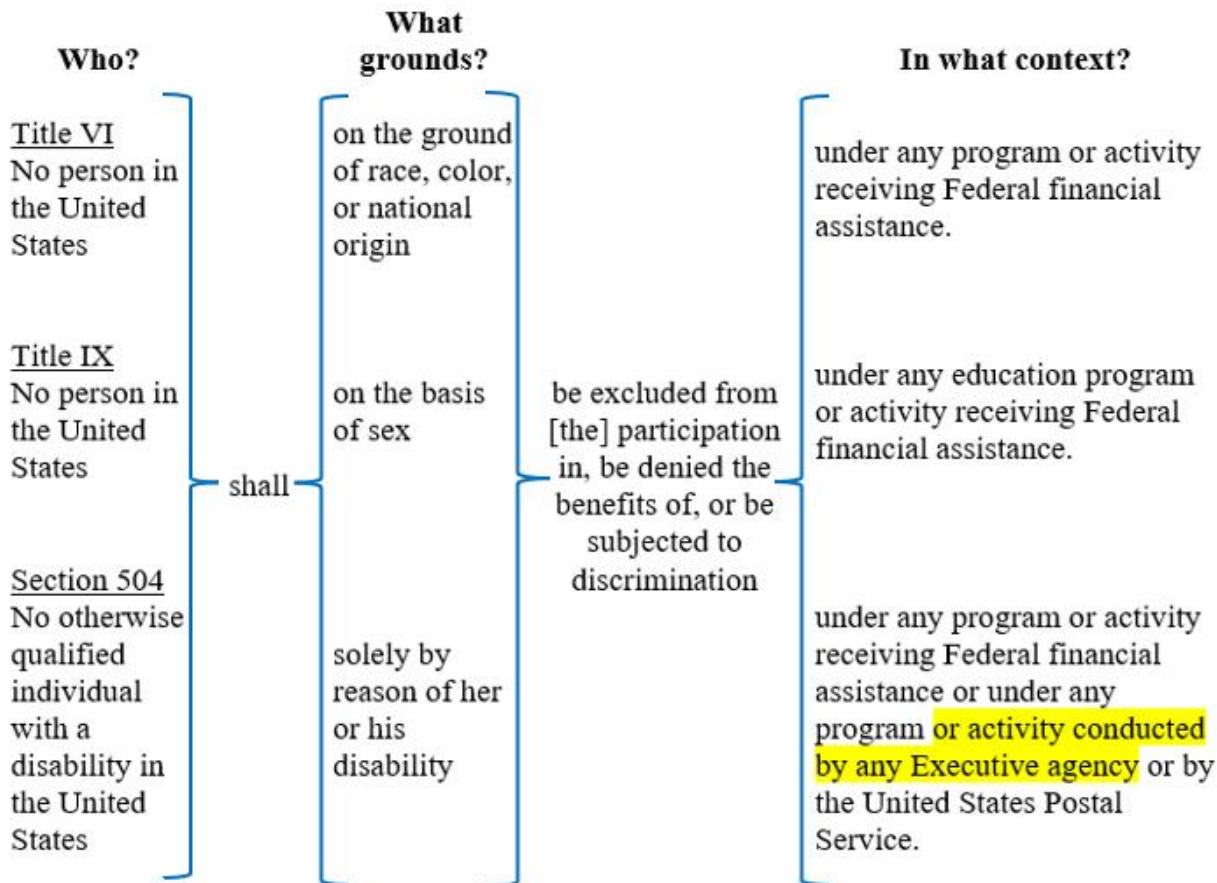 Who?
What
grounds?
In what context?
Title VI
No person in
the United
States
on the ground
of race, color,
or national
origin
under any program or activity
receiving Federal financial
assistance.
Title IX
No person in
the United
States
shall
on the basis
of sex
be excluded from
[the] participation
in, be denied the
benefits of, or be
subjected to
discrimination
under any education program
or activity receiving Federal
financial assistance.
Section 504
No otherwise
qualified
individual
with a
disability in
the United
States
solely by
reason of her
or his
disability
under any program or activity
receiving Federal financial
assistance or under any
program or activity conducted
by any Executive agency or by
the United States Postal
Service.